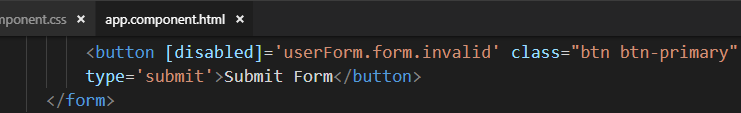 mponent.css × app.component.html ×
<button [disabled]='userForm.form.invalid' class="btn btn-primary"
type='submit'>Submit Form</button>
</form>